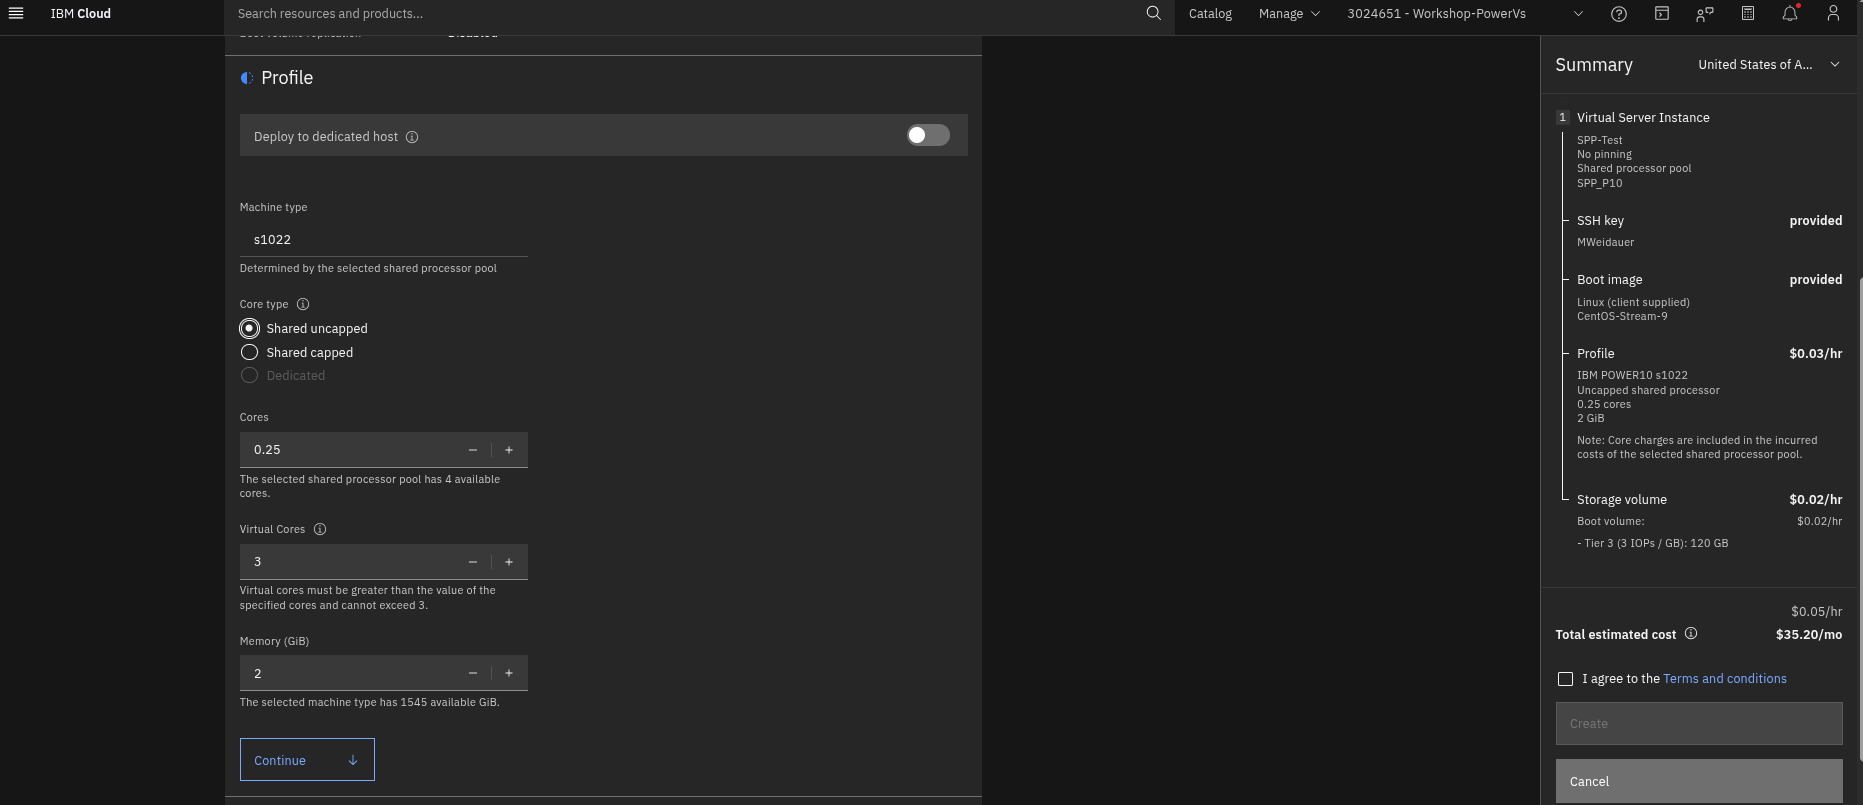 IBM Cloud
Search resources and products...
Catalog
Manage
3024651 - Workshop-PowerVs
Profile
Deploy to dedicated host
Machine type
s1022
Determined by the selected shared processor pool
Core type
Shared uncapped
Shared capped
Dedicated
Cores
0.25
The selected shared processor pool has 4 available
cores.
Virtual Cores
3
Virtual cores must be greater than the value of the
specified cores and cannot exceed 3.
Memory (GiB)
2
The selected machine type has 1545 available GiB.
Continue
Summary
United States of A...
1 Virtual Server Instance
SPP-Test
No pinning
Shared processor pool
SPP_P10
SSH key provided
MWeidauer
Boot image provided
Linux (client supplied)
CentOS-Stream-9
Profile $0.03/hr
IBM POWER10 s1022
Uncapped shared processor
0.25 cores
2 GiB
Note: Core charges are included in the incurred
costs of the selected shared processor pool.
Storage volume $0.02/hr
Boot volume: $0.02/hr
- Tier 3 (3 IOPs / GB): 120 GB
$0.05/hr
Total estimated cost $35.20/mo
I agree to the Terms and conditions
Create
Cancel